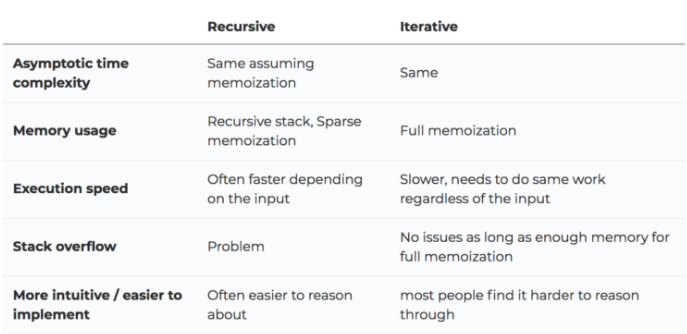 Recursive Iterative
Asymptotic time complexity Same assuming memoization Same
Memory usage Recursive stack, Sparse memoization Full memoization
Execution speed Often faster depending on the input Slower, needs to do same work regardless of the input
Stack overflow Problem No issues as long as enough memory for full memoization
More intuitive / easier to implement Often easier to reason about most people find it harder to reason through